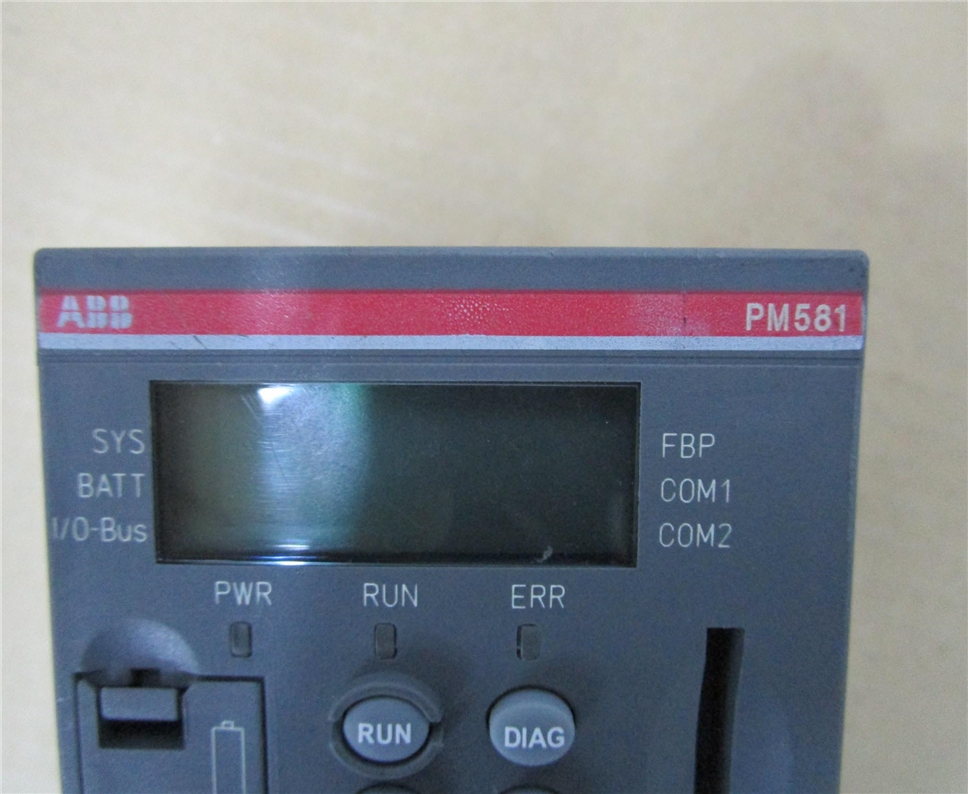 ABB PM581
SYS FBP
BATT COM1
I/O-Bus COM2
PWR RUN ERR
RUN DIAG